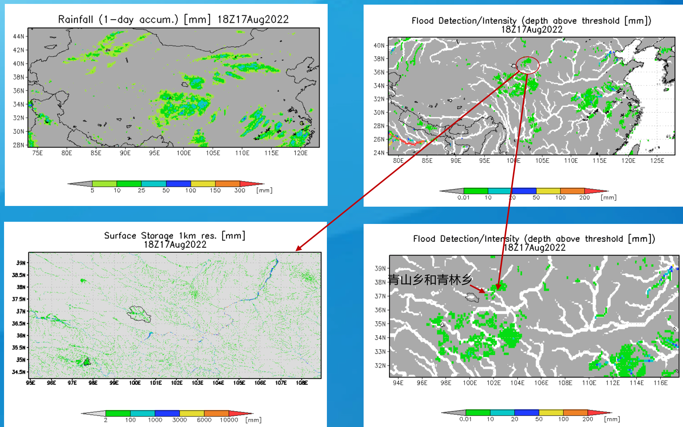 Rainfall (1-day accum.) [mm] 18Z17Aug2022
44N
42N
40N
38N
36N
34N
32N
30N
28N
75E 80E 85E 90E 95E 100E 105E 110E 115E 120E
5 10 25 50 100 150 300 [mm]
Flood Detection/Intensity (depth above threshold [mm])
18Z17Aug2022
40N
38N
36N
34N
32N
30N
28N
26N
24N
80E 85E 90E 95E 100E 105E 110E 115E 120E 125E
0.01 10 20 50 100 200 [mm]
Surface Storage 1km res. [mm]
18Z17Aug2022
39N
38.5N
38N
37.5N
37N
36.5N
36N
35.5N
35N
34.5N
95E 96E 97E 98E 99E 100E 101E 102E 103E 104E 105E 106E 107E 108E
2 100 1000 3000 6000 10000 [mm]
Flood Detection/Intensity (depth above threshold [mm])
18Z17Aug2022
青山乡和青林乡
39N
38N
37N
36N
35N
34N
33N
32N
94E 96E 98E 100E 102E 104E 106E 108E 110E 112E 114E 116E
0.01 10 20 50 100 200 [mm]